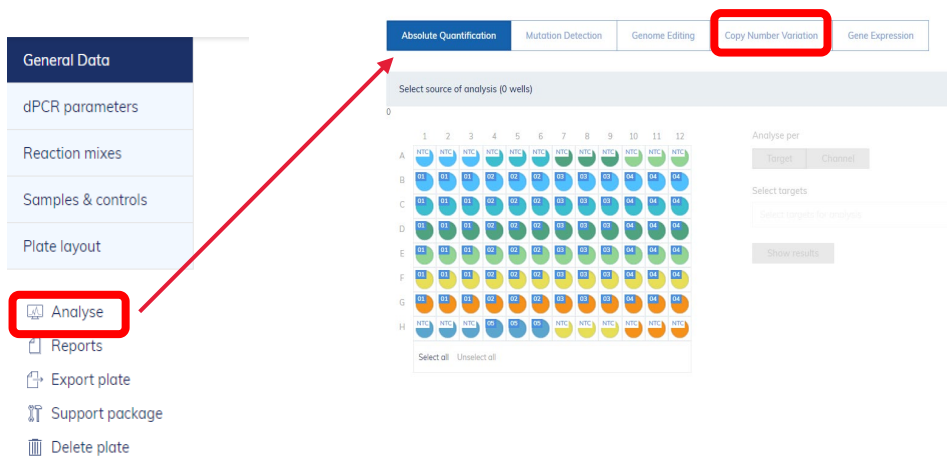 General Data
dPCR parameters
Reaction mixes
Samples & controls
Plate layout
Analyse
Reports
Export plate
Support package
Delete plate
Absolute Quantification Mutation Detection Genome Editing Copy Number Variation Gene Expression
Select source of analysis (0 wells)
0
1 2 3 4 5 6 7 8 9 10 11 12
A NTC NTC NTC NTC NTC NTC NTC NTC NTC NTC NTC NTC
B 01 01 01 02 02 02 03 03 03 04 04 04
C 01 01 01 02 02 02 03 03 03 04 04 04
D 01 01 01 02 02 02 03 03 03 04 04 04
E 01 01 01 02 02 02 03 03 03 04 04 04
F 01 01 01 02 02 02 03 03 03 04 04 04
G 01 01 01 02 02 02 03 03 03 04 04 04
H NTC NTC NTC 05 05 05 NTC NTC NTC NTC NTC NTC
Select all Unselect all
Analyse per
Target Channel
Select targets
Select targets for analysis
Show results